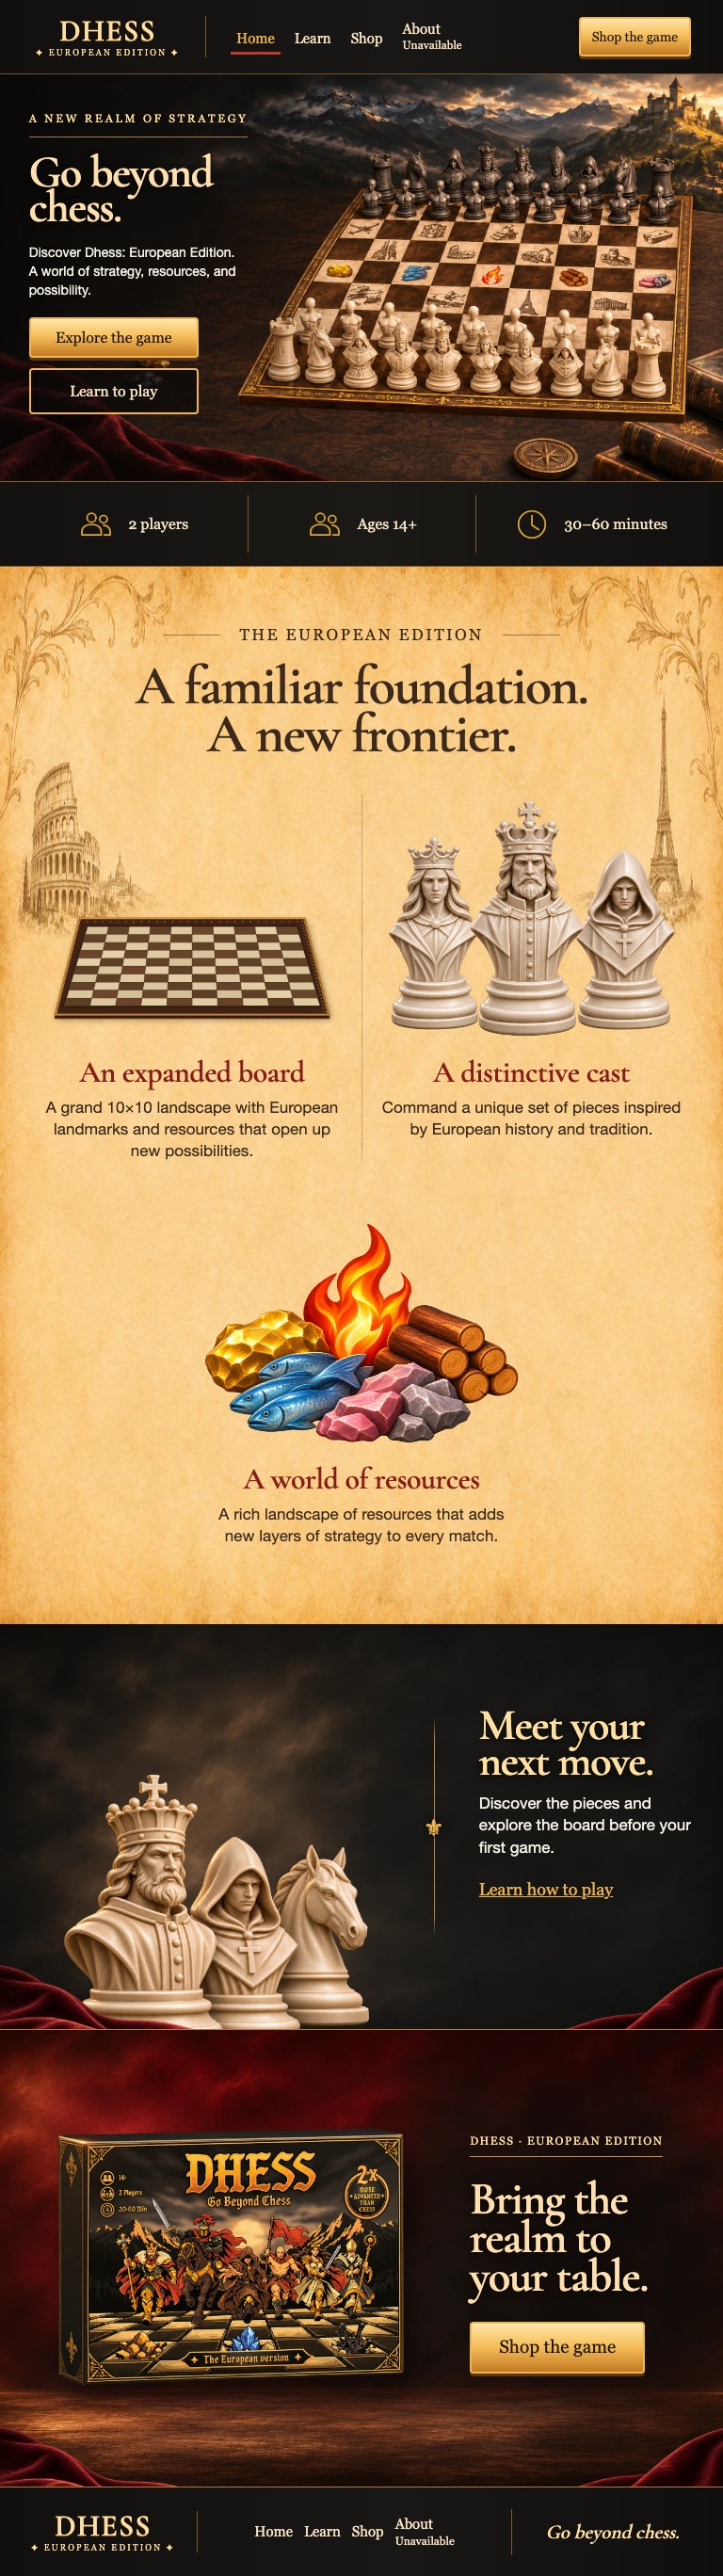 DHESS
EUROPEAN EDITION
Home
Learn
Shop
About
Unavailable
Shop the game
A NEW REALM OF STRATEGY
Go beyond
chess.
Discover Dhess: European Edition.
A world of strategy, resources, and
possibility.
Explore the game
Learn to play
2 players
Ages 14+
30–60 minutes
THE EUROPEAN EDITION
A familiar foundation.
A new frontier.
An expanded board
A grand 10×10 landscape with European
landmarks and resources that open up
new possibilities.
A distinctive cast
Command a unique set of pieces inspired
by European history and tradition.
A world of resources
A rich landscape of resources that adds
new layers of strategy to every match.
Meet your
next move.
Discover the pieces and
explore the board before your
first game.
Learn how to play
DHESS
Go Beyond Chess
14+
2 Players
30-60 Min
2x
MORE
ADVANCED
THAN
CHESS
The European version
DHESS · EUROPEAN EDITION
Bring the
realm to
your table.
Shop the game
DHESS
EUROPEAN EDITION
Home
Learn
Shop
About
Unavailable
Go beyond chess.